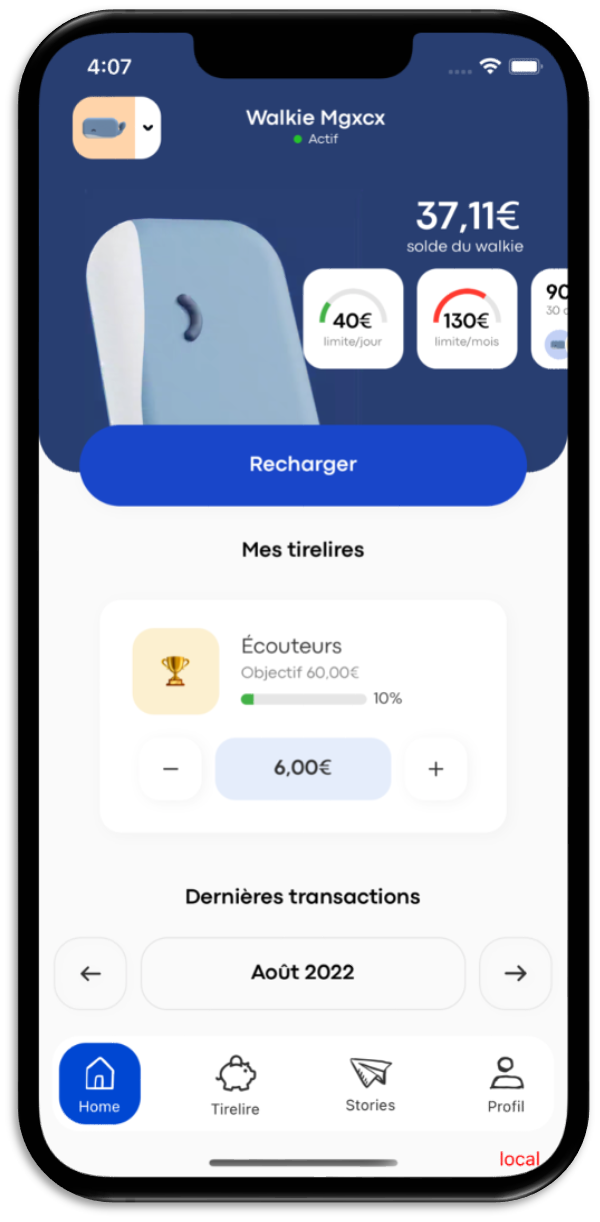 4:07
Walkie Mgxcx
Actif
37,11€
solde du walkie
40€
limite/jour
130€
limite/mois
90
30
Recharger
Mes tirelires
Écouteurs
Objectif 60,00€
10%
− 6,00€ +
Dernières transactions
← Août 2022 →
Home
Tirelire
Stories
Profil
local